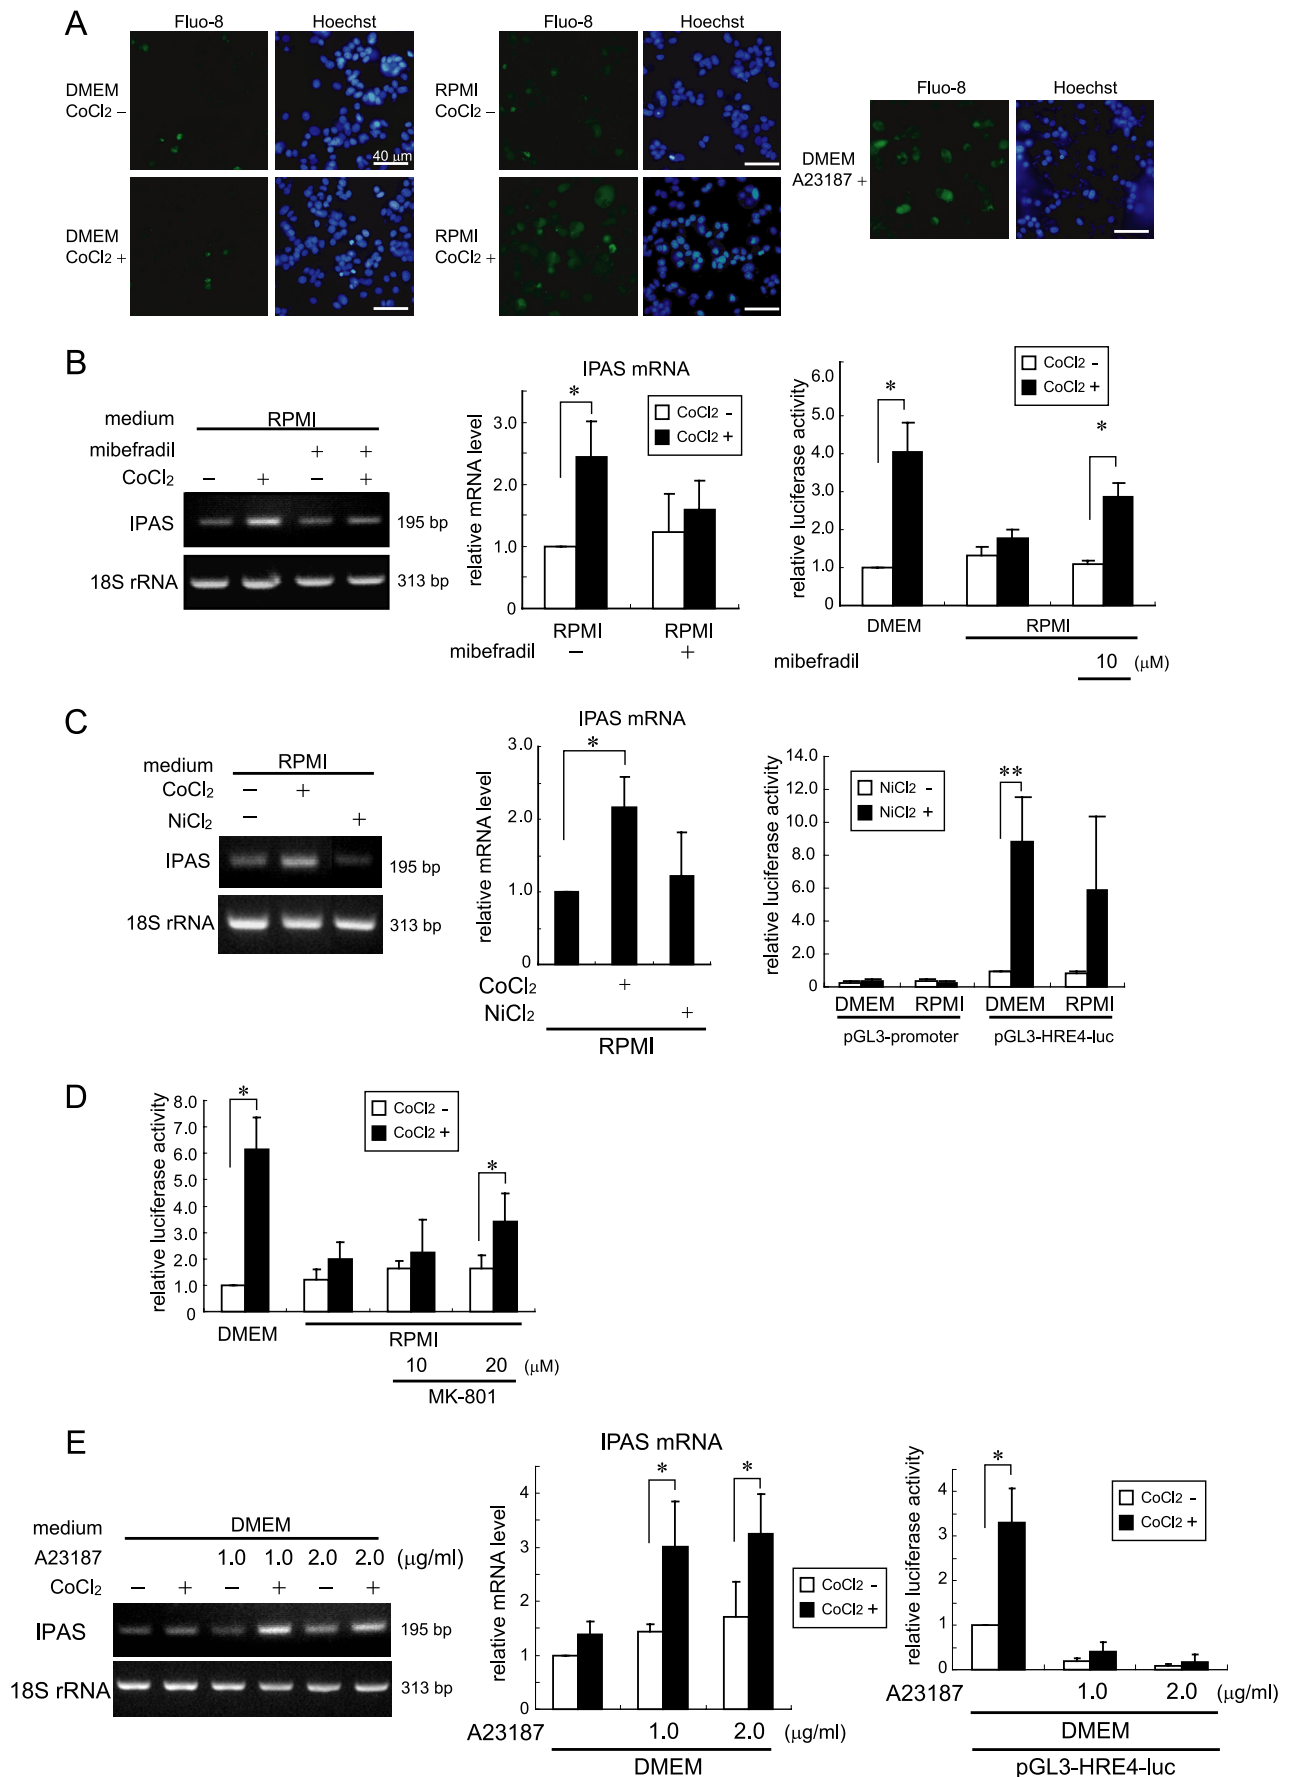 A
Fluo-8 Hoechst
DMEM
CoCl2 −
40 μm
DMEM
CoCl2 +
Fluo-8 Hoechst
RPMI
CoCl2 −
RPMI
CoCl2 +
Fluo-8 Hoechst
DMEM
A23187 +
B
medium RPMI
mibefradil + +
CoCl2 − + − +
IPAS 195 bp
18S rRNA 313 bp
IPAS mRNA
relative mRNA level
3.0
2.0
1.0
0
*
CoCl2 -
CoCl2 +
RPMI RPMI
mibefradil − +
relative luciferase activity
6.0
5.0
4.0
3.0
2.0
1.0
0
* *
CoCl2 -
CoCl2 +
DMEM RPMI
mibefradil 10 (μM)
C
medium RPMI
CoCl2 − +
NiCl2 − +
IPAS 195 bp
18S rRNA 313 bp
IPAS mRNA
relative mRNA level
3.0
2.0
1.0
0
*
CoCl2 +
NiCl2 +
RPMI
relative luciferase activity
14.0
12.0
10.0
8.0
6.0
4.0
2.0
0
**
NiCl2 -
NiCl2 +
DMEM RPMI DMEM RPMI
pGL3-promoter pGL3-HRE4-luc
D
relative luciferase activity
8.0
7.0
6.0
5.0
4.0
3.0
2.0
1.0
0
* *
CoCl2 -
CoCl2 +
DMEM RPMI
10 20 (μM)
MK-801
E
medium DMEM
A23187 1.0 1.0 2.0 2.0 (μg/ml)
CoCl2 − + − + − +
IPAS 195 bp
18S rRNA 313 bp
IPAS mRNA
relative mRNA level
4
3
2
1
0
* *
CoCl2 -
CoCl2 +
A23187 1.0 2.0 (μg/ml)
DMEM
relative luciferase activity
4
3
2
1
0
*
CoCl2 -
CoCl2 +
A23187 1.0 2.0 (μg/ml)
DMEM
pGL3-HRE4-luc